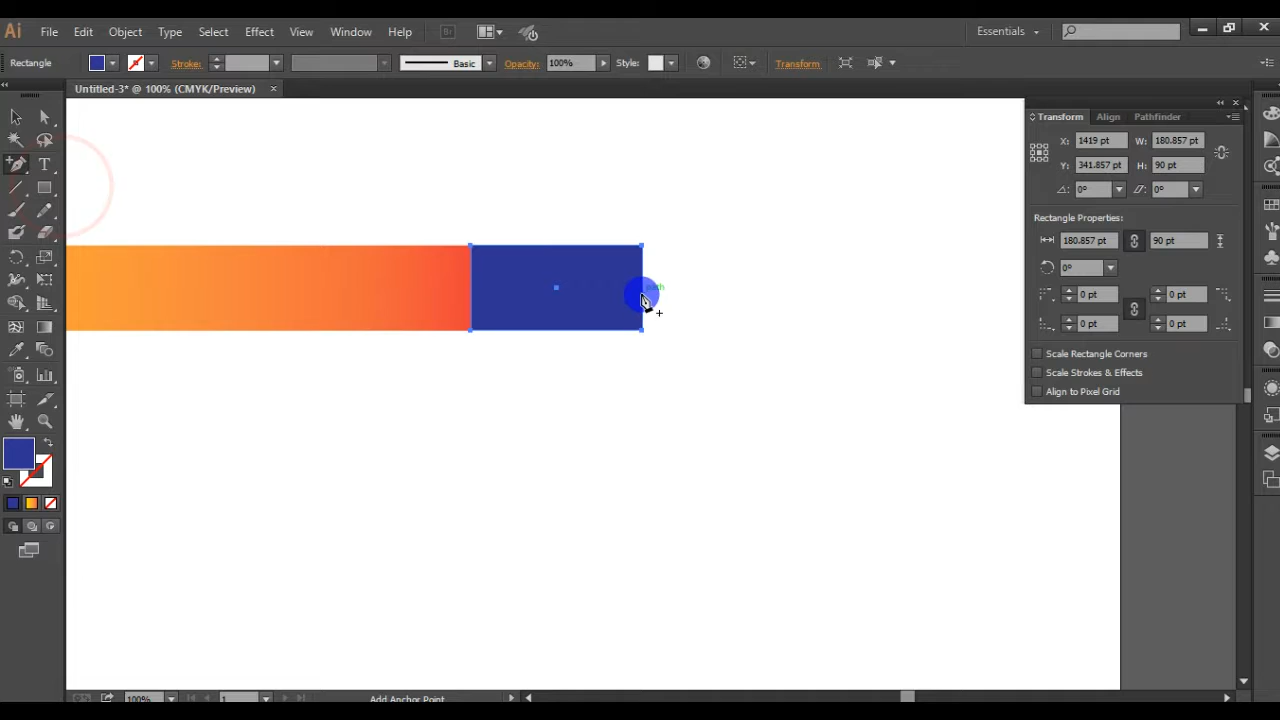 Ai File Edit Object Type Select Effect View Window Help Br Essentials
Rectangle Stroke: Basic Opacity: 100% Style: Transform
Untitled-3* @ 100% (CMYK/Preview) ×
Transform Align Pathfinder
X: 1419 pt W: 180.857 pt
Y: 341.857 pt H: 90 pt
0° 0°
Rectangle Properties:
180.857 pt 90 pt
0°
0 pt 0 pt
0 pt 0 pt
Scale Rectangle Corners
Scale Strokes & Effects
Align to Pixel Grid
T
100% 1 Add Anchor Point